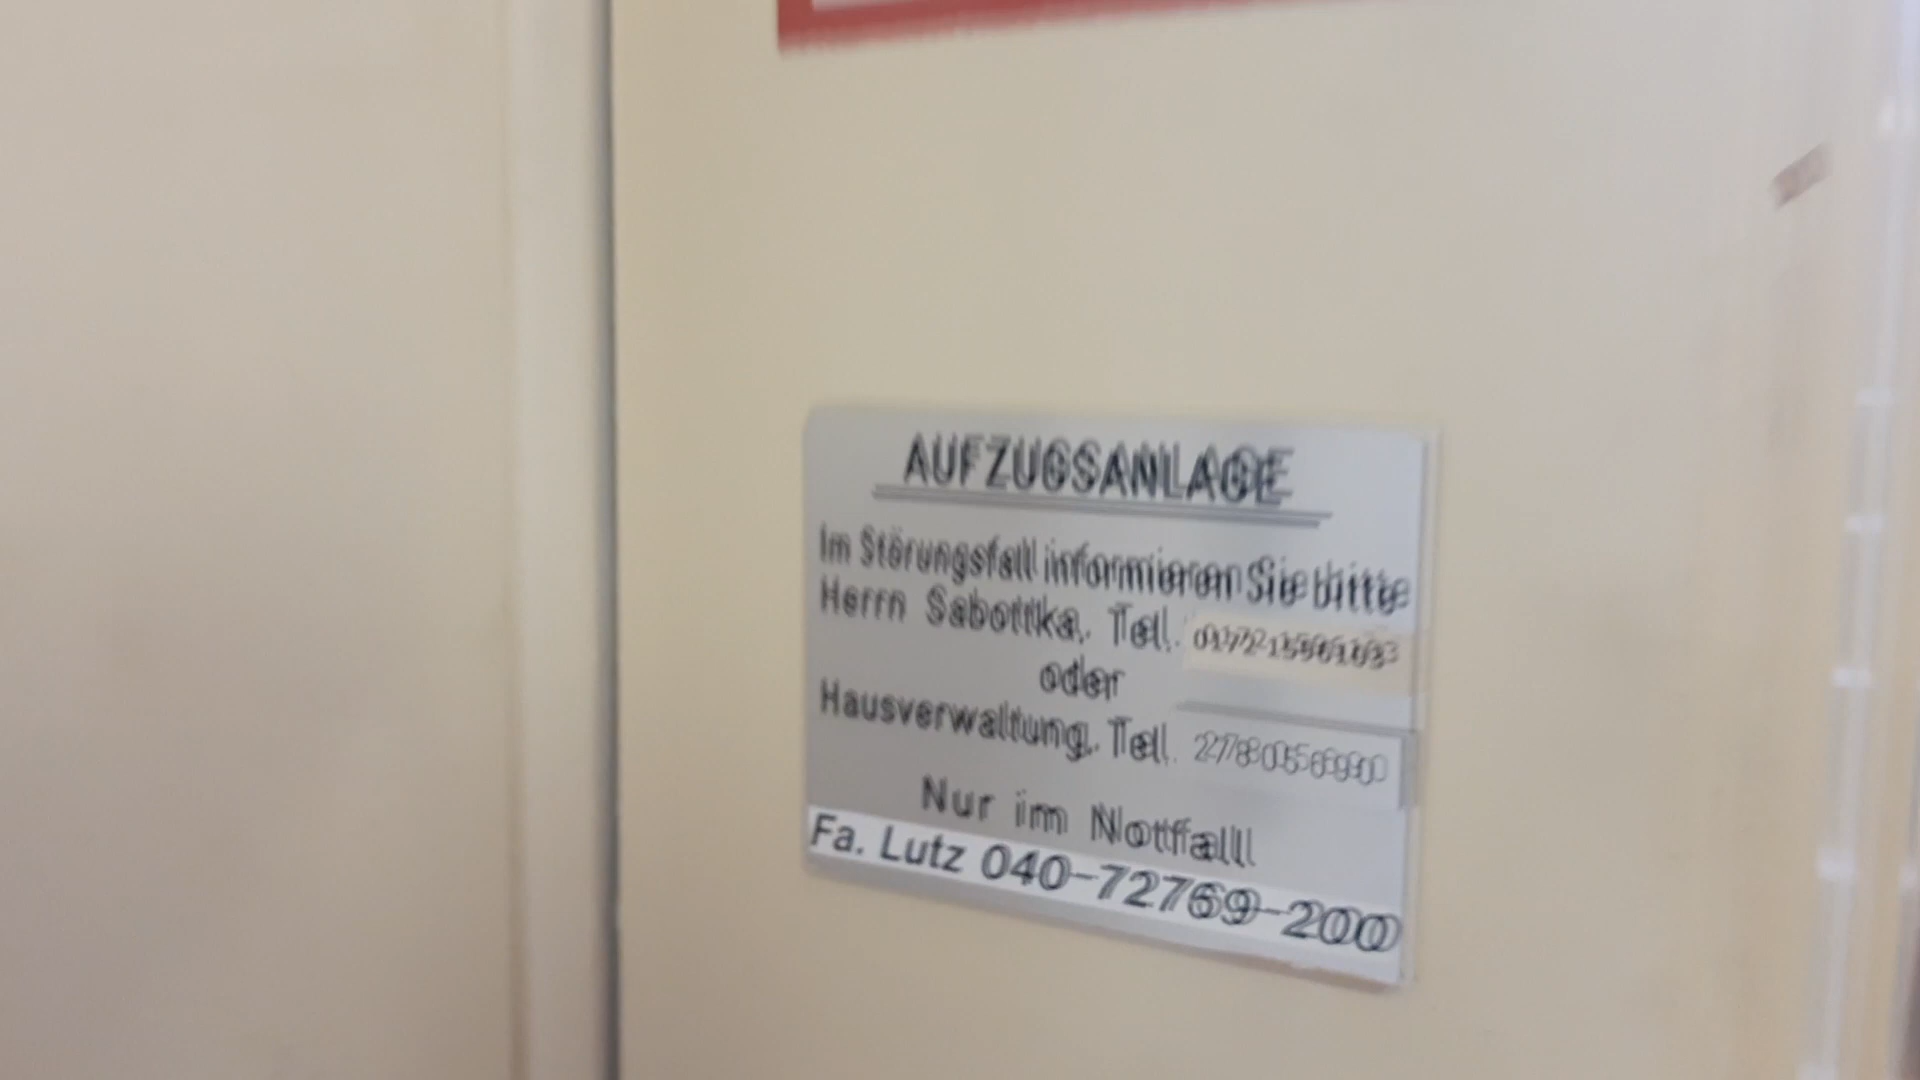 AUFZUGSANLAGE
Im Störungsfall informieren Sie bitte
Herrn Sabottka, Tel.
oder
Hausverwaltung, Tel.
Nur im Notfall
Fa. Lutz 040-72769-200